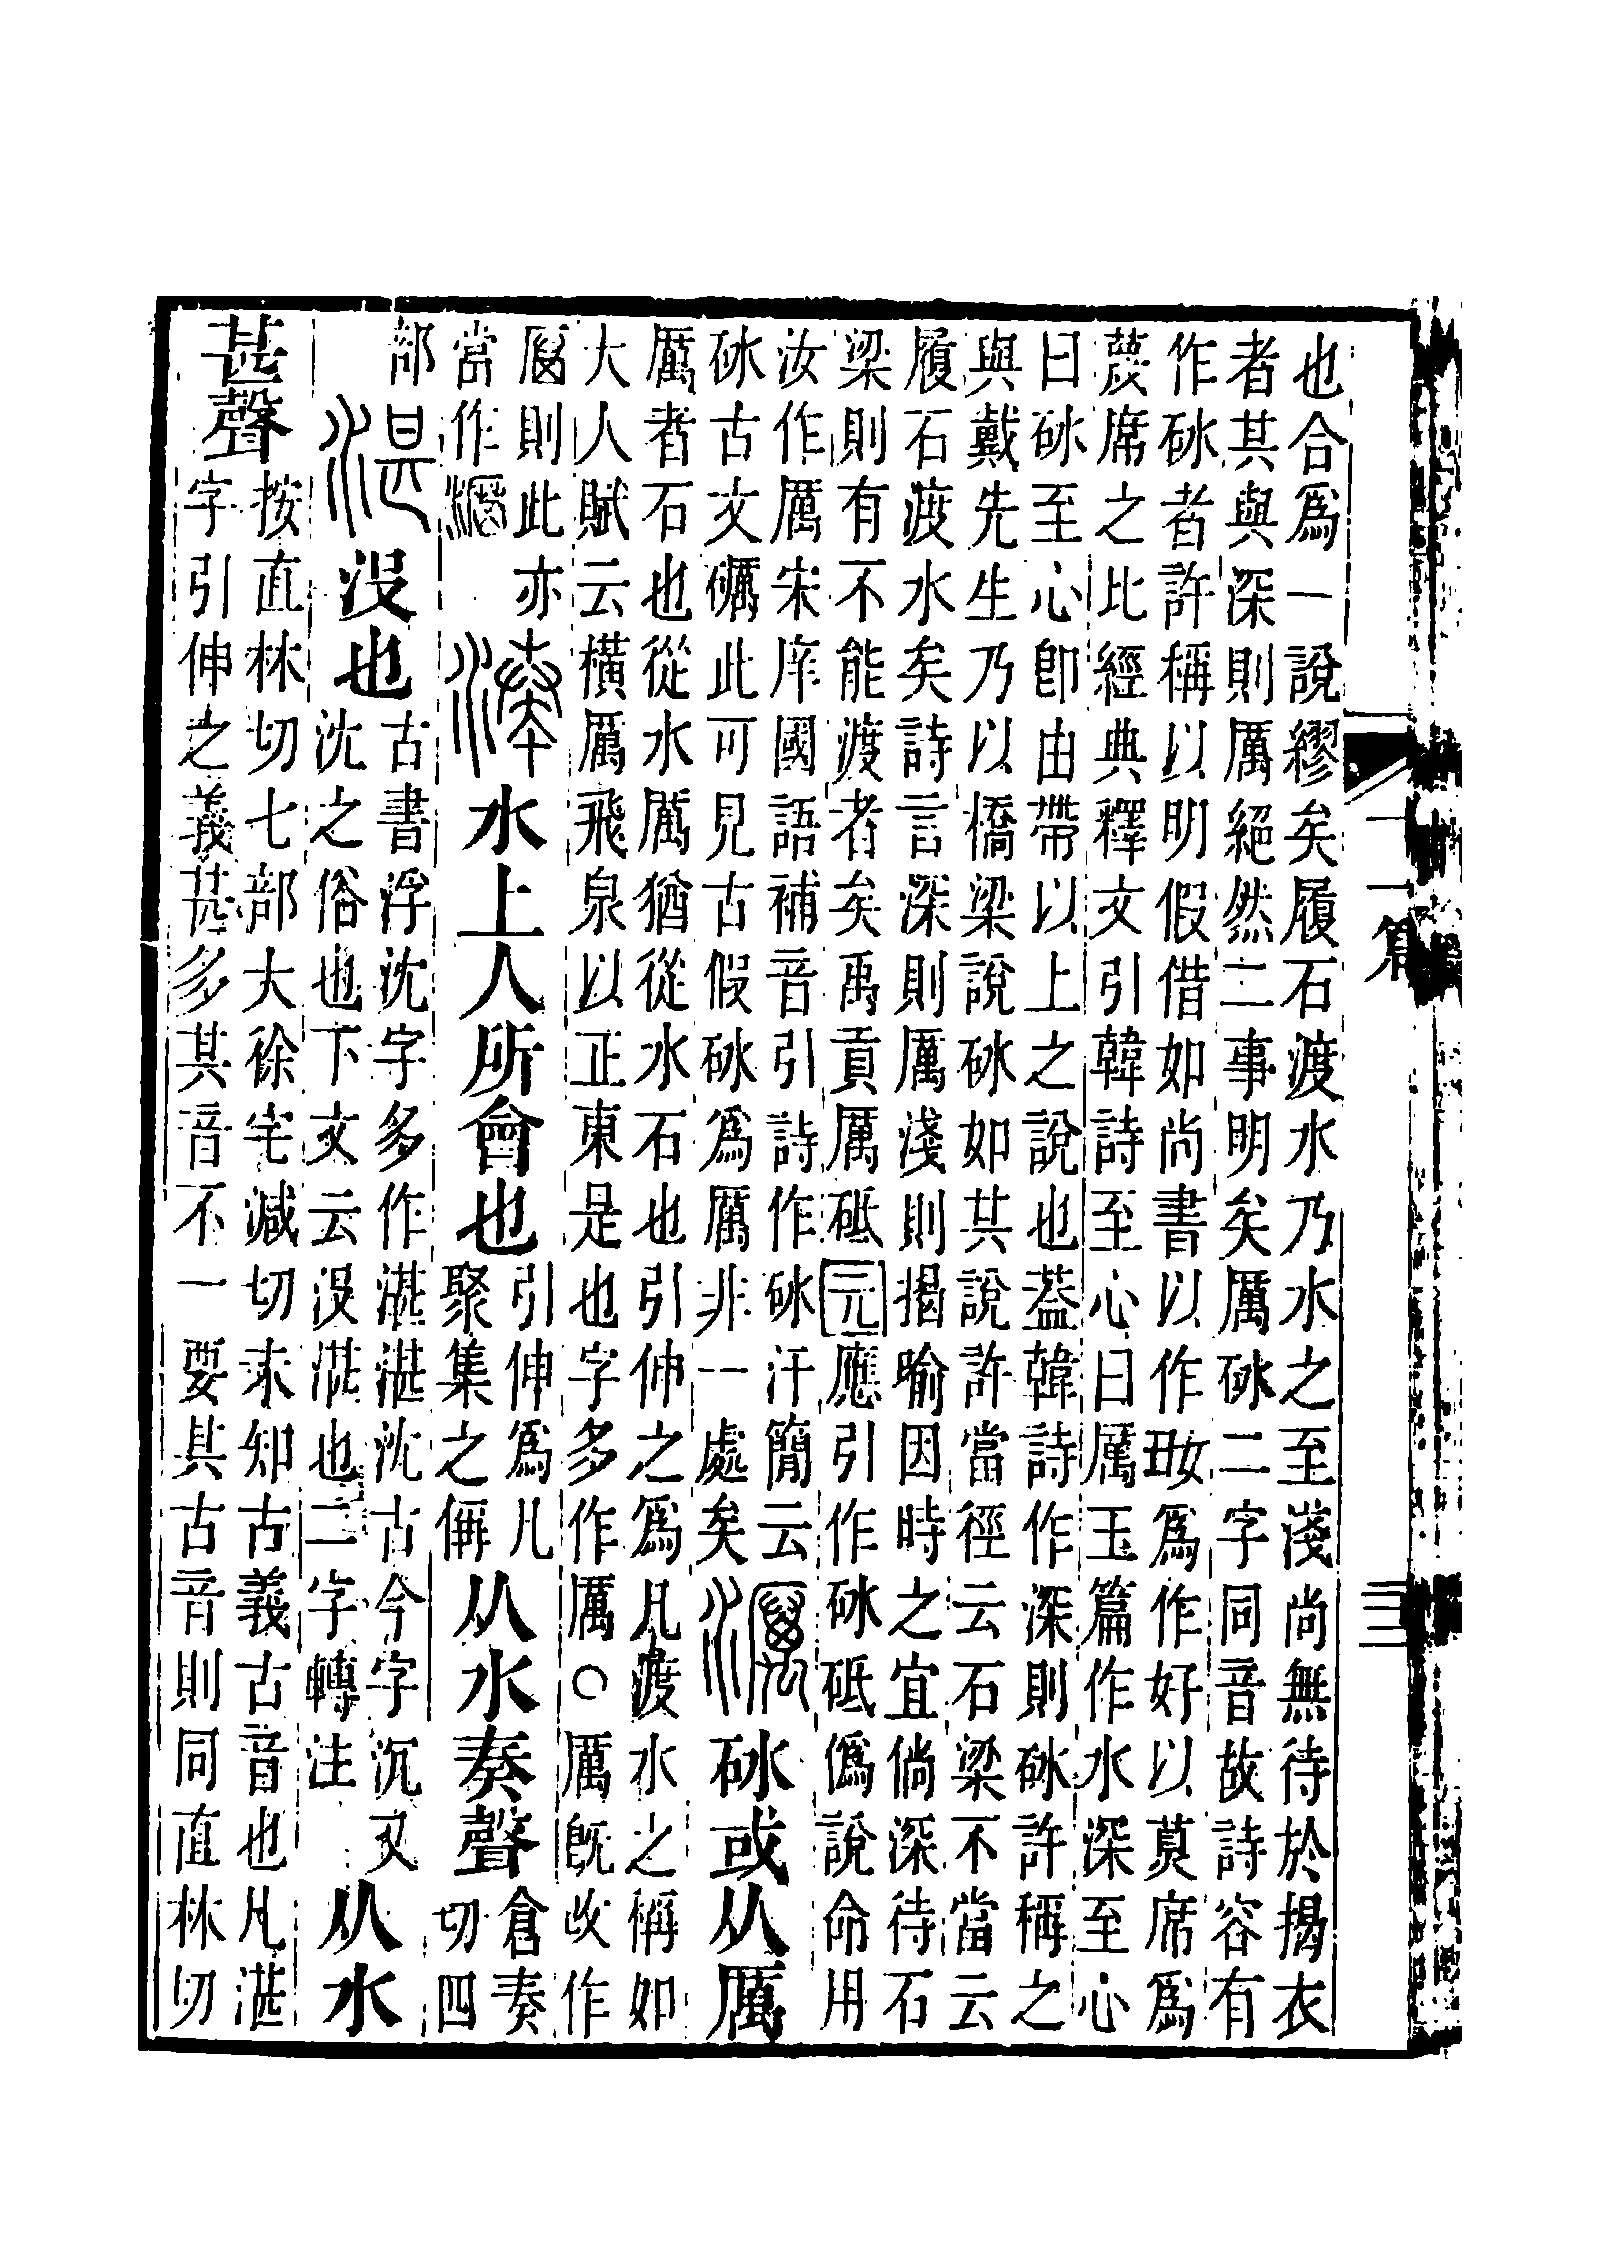 也合爲一說繆矣履石渡水乃水之至淺尚無待於揭衣
者其與深則厲絕然二事明矣厲砅二字同音故詩容有
作砅者許稱以明假借如尚書以作𡚽爲作好以莫席爲
蔑席之比經典釋文引韓詩至心曰厲玉篇作水深至心
曰砅至心卽由帶以上之說也葢韓詩作深則砅許稱之
與戴先生乃以橋梁說砅如其說許當徑云石梁不當云
履石渡水矣詩言深則厲淺則揭喻因時之宜倘深待石
梁則有不能渡者矣禹貢厲砥元應引作砅砥僞說命用
汝作厲宋庠國語補音引詩作砅汗簡云
砅古文礪此可見古假砅爲厲非一處矣
濿砅或从厲
厲者石也從水厲猶從水石也引伸之爲凡渡水之稱如
大人賦云橫厲飛泉以正東是也字多作厲○厲旣改作
則此亦
當作
湊水上人所會也
引伸爲凡
聚集之偁
从水奏聲
倉奏
切四
部
湛没也
古書浮沈字多作湛湛沈古今字沉又
沈之俗也下文云没湛也二字轉注
从水
甚聲
按直林切七部大徐宅減切未知古義古音也凡湛
字引伸之義甚多其音不一要其古音則同直林切
一一篇